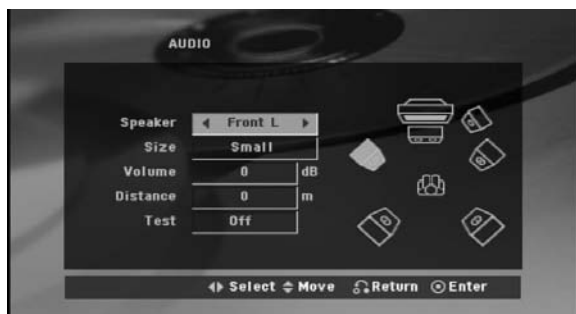 AUDIO
Speaker Front L
Size Small
Volume 0 dB
Distance 0 m
Test Off
Select Move Return Enter